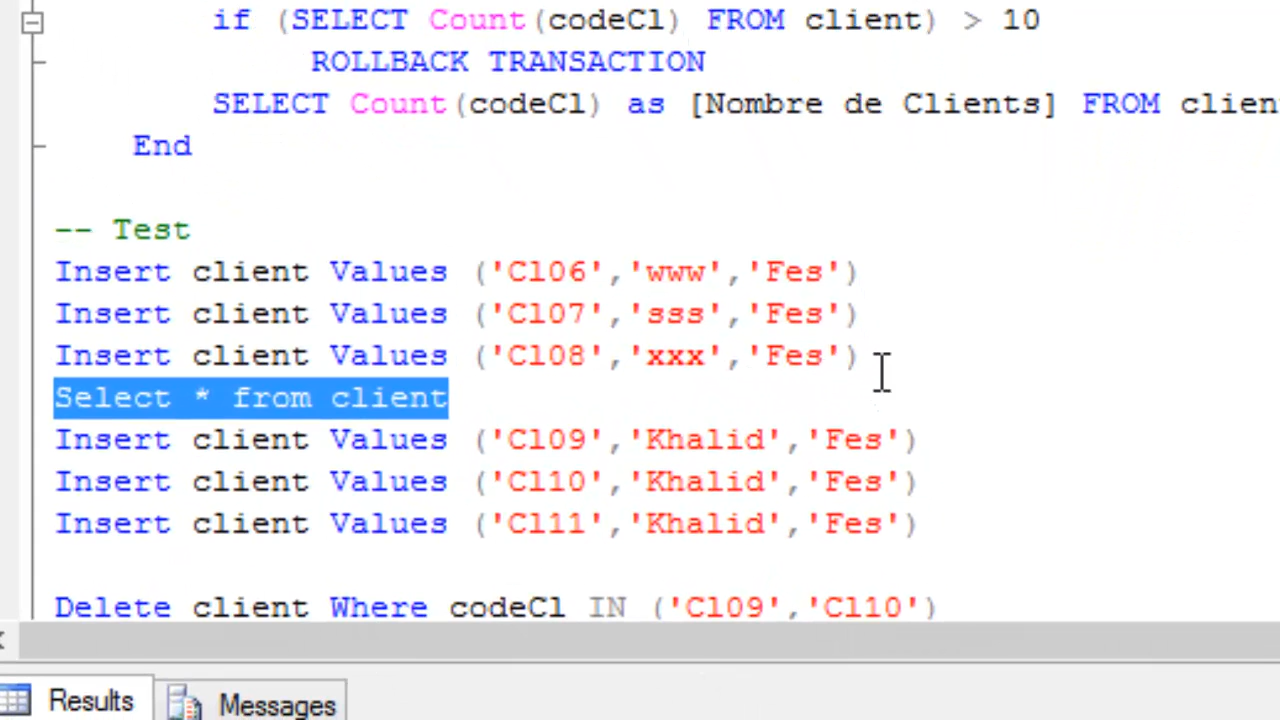 if (SELECT Count(codeCl) FROM client) > 10
ROLLBACK TRANSACTION
SELECT Count(codeCl) as [Nombre de Clients] FROM clien
End
-- Test
Insert client Values ('Cl06','www','Fes')
Insert client Values ('Cl07','sss','Fes')
Insert client Values ('Cl08','xxx','Fes')
Select * from client
Insert client Values ('Cl09','Khalid','Fes')
Insert client Values ('Cl10','Khalid','Fes')
Insert client Values ('Cl11','Khalid','Fes')
Delete client Where codeCl IN ('Cl09','Cl10')
Results Messages